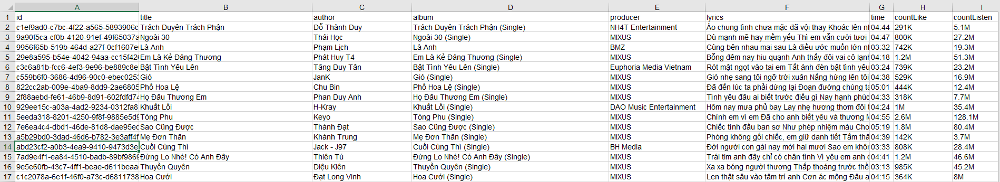 A B C D E F G H I
1 id title author album producer lyrics time countLike countListen
2 c1ef9ad0-c7bc-4f22-a565-5893906c Trách Duyên Trách Phận Đỗ Thành Duy Trách Duyên Trách Phận (Single) NH4T Entertainment Áo chung tình chưa mặc đã vội thay Khoác lên nh 04:44 291K 5.1M
3 9a90f5ca-cf0b-4120-91ef-49f65037a Ngoài 30 Thái Học Ngoài 30 (Single) MIXUS Dù mạnh mẽ hay mềm yếu Thì em vẫn cười tươi 04:47 800K 27.2M
4 9956f65b-519b-464d-a27f-0cf1607e Là Anh Phạm Lịch Là Anh BMZ Cùng bên nhau mai sau Là điều ước muốn lớn nh 03:32 742K 19.3M
5 29e8a595-b54e-4042-94aa-cc15f42 Em Là Kẻ Đáng Thương Phát Huy T4 Em Là Kẻ Đáng Thương (Single) MIXUS Bỗng đêm nay hiu quạnh Anh thấy đôi vai cô lạnh 04:18 1.2M 51.3M
6 c3c6a81b-fcc6-4ef3-9e96-be889c8e Bật Tình Yêu Lên Tăng Duy Tân Bật Tình Yêu Lên (Single) Euphoria Media Vietnam Rót mật ngọt vào tai em Tắt ánh đèn bật tình yêu 03:24 739K 23.2M
7 c559b6f0-3686-4d96-90c0-ebec0253 Gió JanK Gió (Single) MIXUS Gió nhẹ sang tôi ngỡ trời xuân Nắng hừng lên tôi 04:38 529K 16.9M
8 822cc2ab-009e-4ba9-8dd9-2ae6805 Phố Hoa Lệ Chu Bin Phố Hoa Lệ (Single) MIXUS Đã đến lúc ta phải dừng lại Đoạn đường chúng ta 05:01 444K 12.4M
9 2f88aebd-fe61-46b9-8d91-602fdfd74 Họ Đâu Thương Em Phan Duy Anh Họ Đâu Thương Em (Single) MIXUS Tình yêu đâu ai biết trước điều gì Nay hạnh phúc 04:33 318K 7.7M
10 929ee15c-a03a-4ad2-9234-0312fa8 Khuất Lối H-Kray Khuất Lối (Single) DAO Music Entertainment Hôm nay mưa phủ bay Lay nhẹ hương thơm đôi t 04:24 1M 35.4M
11 5eeda318-8201-4250-9f8f-9885e5d9 Tòng Phu Keyo Tòng Phu (Single) MIXUS Chính em vì em Đã cho anh biết yêu và thương M 04:55 2.6M 128.1M
12 7e6ea4c4-dbd1-46de-81d8-dae95ec Sao Cũng Được Thành Đạt Sao Cũng Được (Single) MIXUS Chiếc tình đầu ban sơ Như phép nhiệm màu Cho 05:19 1.8M 80.4M
13 a5b29bd0-3dad-46d6-b782-3e3aff4f Mẹ Đơn Thân Khánh Trung Mẹ Đơn Thân (Single) MIXUS Phòng không gối chiếc, em giữ danh tiết Tấm thâ 04:39 142K 3.7M
14 abd23cf2-a0b3-4ea9-9410-9473d3e Cuối Cùng Thì Jack - J97 Cuối Cùng Thì (Single) BH Media Đời người con gái nay mới hai mươi Sao em khôn 03:33 808K 28.4M
15 7ad9e4f1-ea84-4510-badb-89bf9869 Đừng Lo Nhé! Có Anh Đây Thiên Tú Đừng Lo Nhé! Có Anh Đây (Single) MIXUS Trái tim anh đây chỉ có chân tình Vì yêu em anh 04:41 1.2M 46.6M
16 9e5e60fb-43c7-4ff1-beae-d611beaa Thuyền Quyên Diệu Kiên Thuyền Quyên (Single) MIXUS Xa xa bóng người thương Thấp thoáng trước thề 03:13 985K 45.2M
17 c1c2078a-6e1f-46f0-a73c-d6811738 Hoa Cưới Đạt Long Vinh Hoa Cưới (Single) MIXUS Len thật sâu vào tâm trí anh Cơn ác mộng Đâu a 04:15 364K 8M